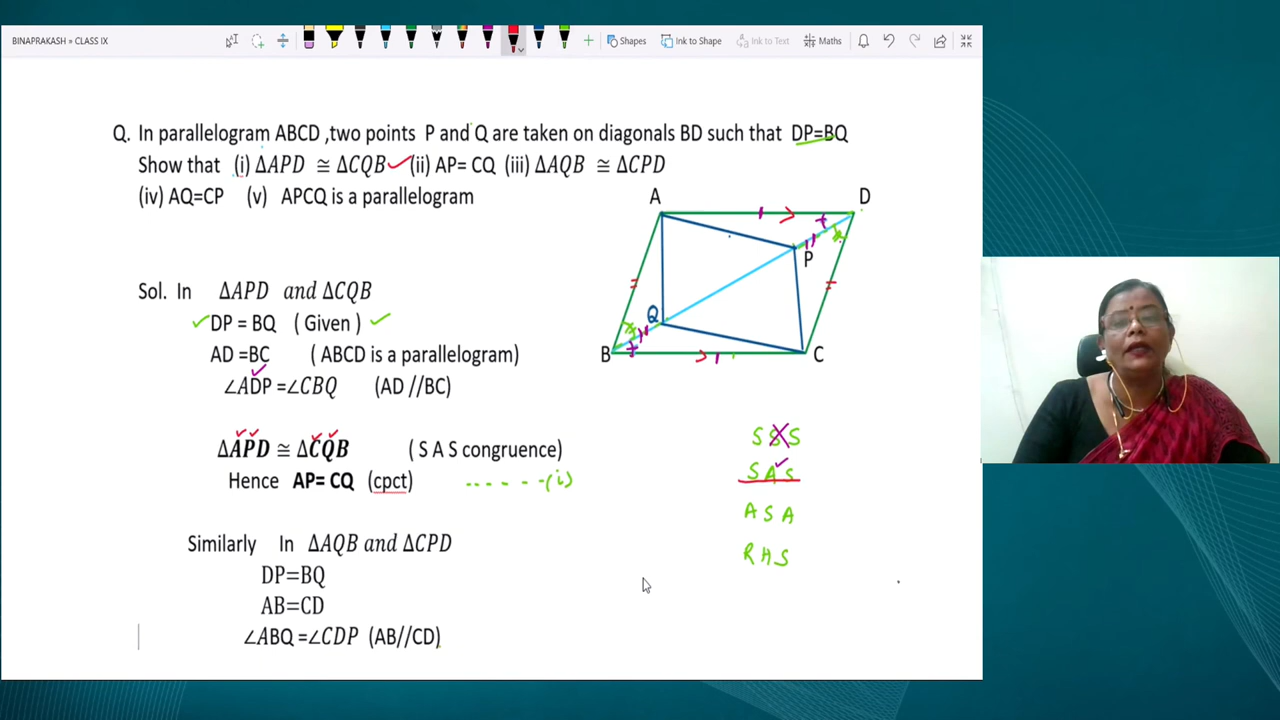 BINAPRAKASH = CLASS IX
Shapes
Ink to Shape
Ink to Text
Maths
Q. In parallelogram ABCD ,two points P and Q are taken on diagonals BD such that DP=BQ
Show that (i) ΔAPD ≅ ΔCQB (ii) AP= CQ (iii) ΔAQB ≅ ΔCPD
(iv) AQ=CP (v) APCQ is a parallelogram
A D
P
Q
B C
Sol. In ΔAPD and ΔCQB
DP = BQ ( Given )
AD =BC ( ABCD is a parallelogram)
∠ADP =∠CBQ (AD //BC)
ΔAPD ≅ ΔCQB ( S A S congruence)
Hence AP= CQ (cpct) ......-(i)
SSS
SAS
ASA
RHS
Similarly In ΔAQB and ΔCPD
DP=BQ
AB=CD
∠ABQ =∠CDP (AB//CD)